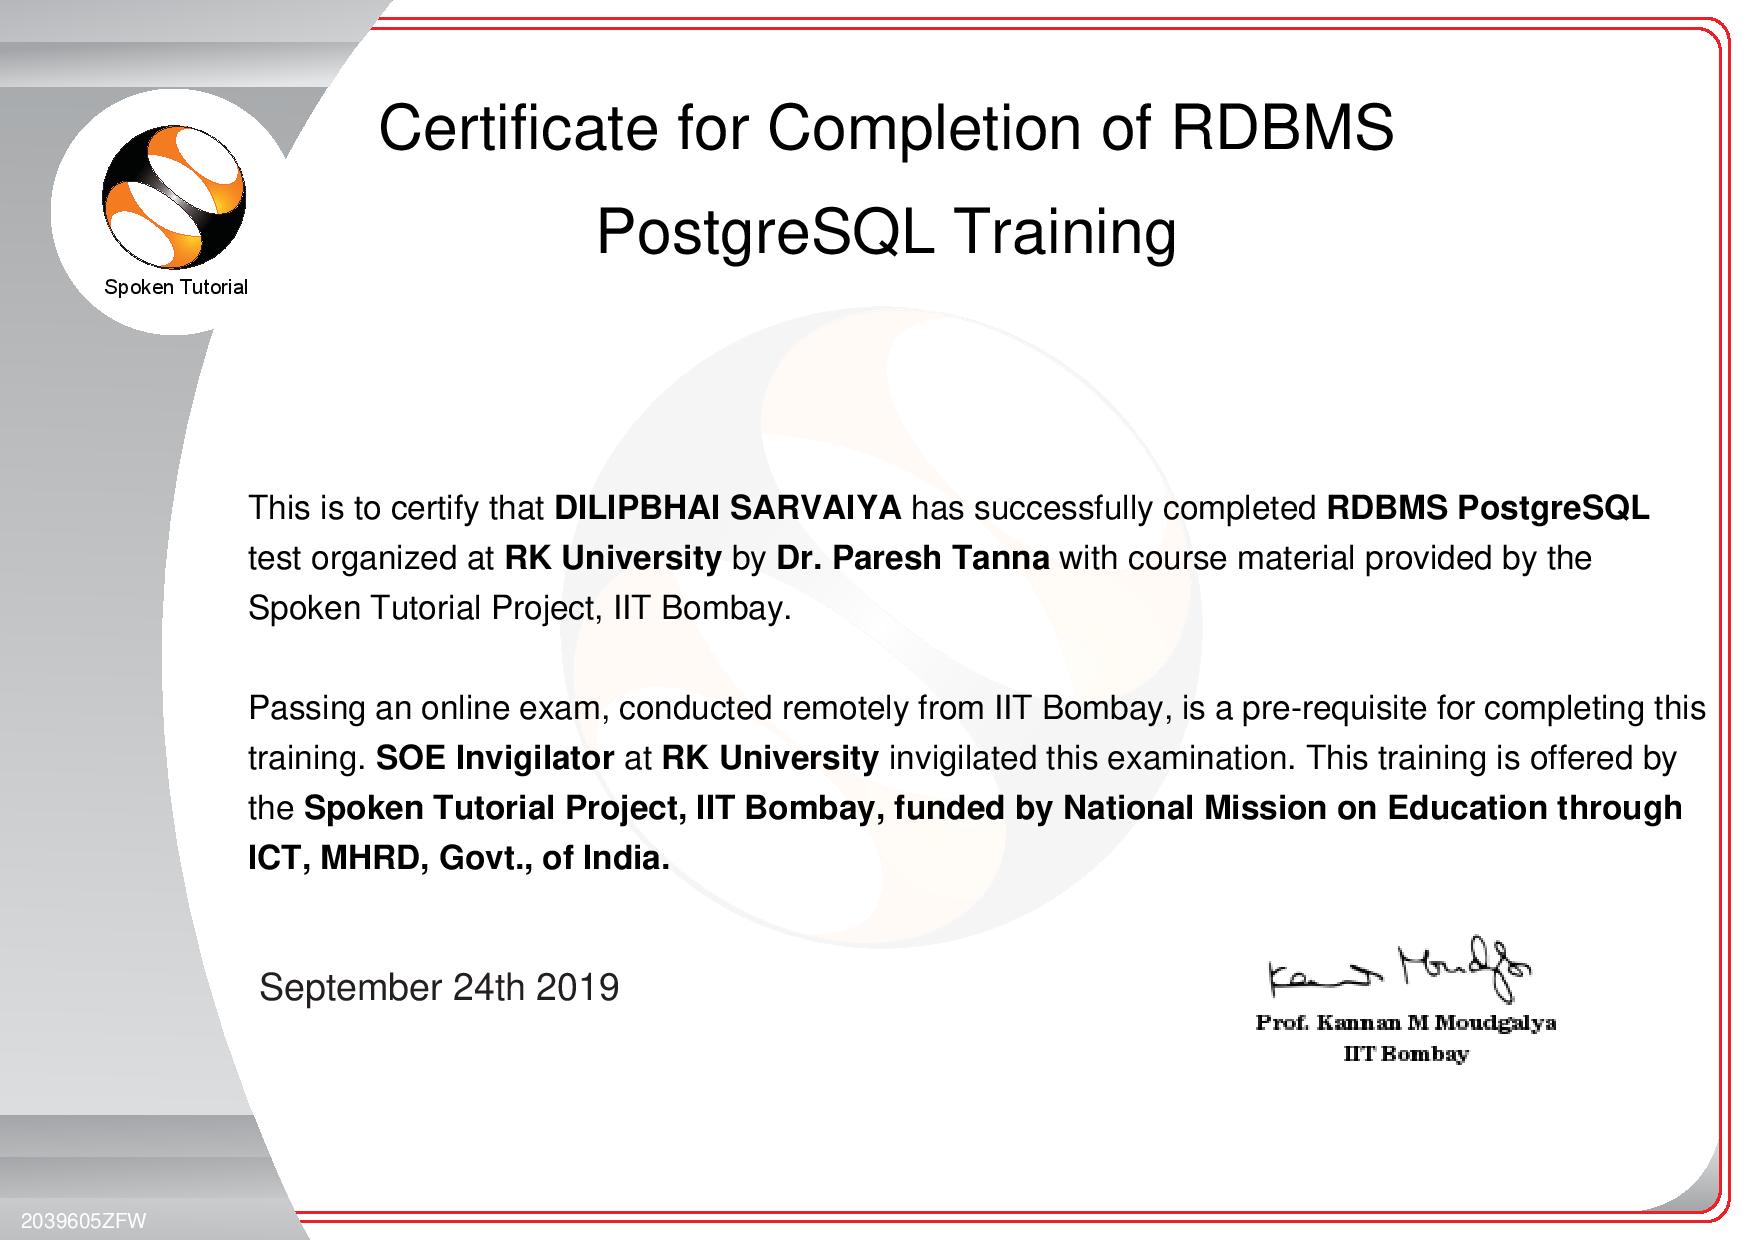 Certificate for Completion of RDBMS
PostgreSQL Training
Spoken Tutorial
This is to certify that DILIPBHAI SARVAIYA has successfully completed RDBMS PostgreSQL
test organized at RK University by Dr. Paresh Tanna with course material provided by the
Spoken Tutorial Project, IIT Bombay.
Passing an online exam, conducted remotely from IIT Bombay, is a pre-requisite for completing this
training. SOE Invigilator at RK University invigilated this examination. This training is offered by
the Spoken Tutorial Project, IIT Bombay, funded by National Mission on Education through
ICT, MHRD, Govt., of India.
September 24th 2019
Kannan Moudgalya
Prof. Kannan M Moudgalya
IIT Bombay
2039605ZFW